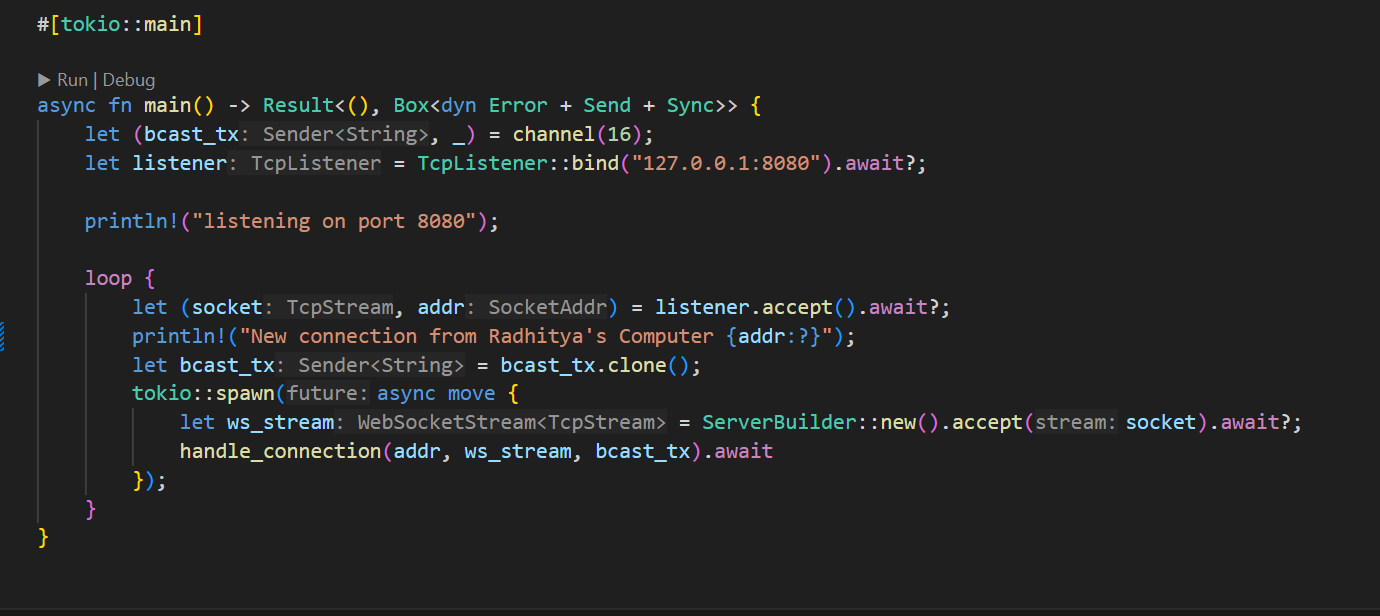 #[tokio::main]
▶ Run | Debug
async fn main() -> Result<(), Box<dyn Error + Send + Sync>> {
    let (bcast_tx: Sender<String>, _) = channel(16);
    let listener: TcpListener = TcpListener::bind("127.0.0.1:8080").await?;
    println!("listening on port 8080");
    loop {
        let (socket: TcpStream, addr: SocketAddr) = listener.accept().await?;
        println!("New connection from Radhitya's Computer {addr:?}");
        let bcast_tx: Sender<String> = bcast_tx.clone();
        tokio::spawn(future: async move {
            let ws_stream: WebSocketStream<TcpStream> = ServerBuilder::new().accept(stream: socket).await?;
            handle_connection(addr, ws_stream, bcast_tx).await
        });
    }
}